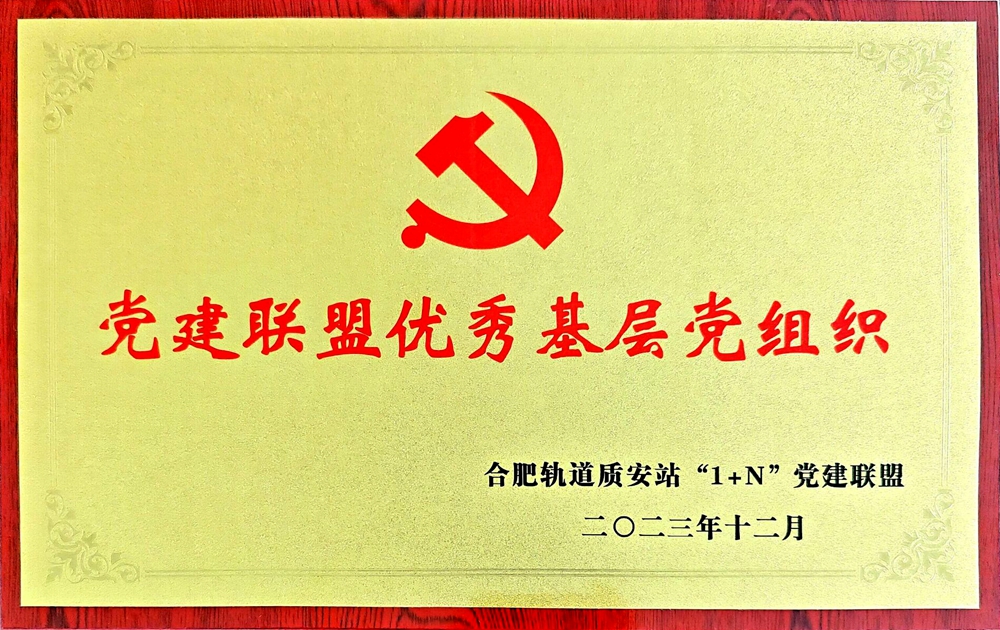 党建联盟优秀基层党组织
合肥轨道质安站“1+N”党建联盟
二〇二三年十二月